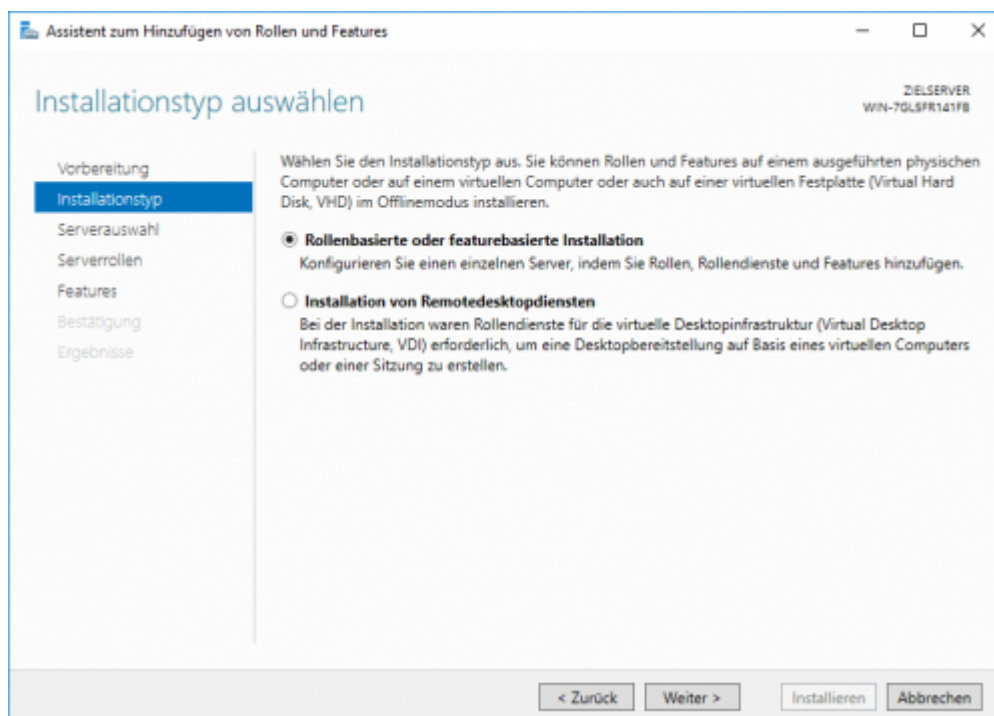 Assistent zum Hinzufügen von Rollen und Features
Installationstyp auswählen
ZIELSERVER
WIN-7GLSFR141FB
Vorbereitung
Installationstyp
Serverauswahl
Serverrollen
Features
Bestätigung
Ergebnisse
Wählen Sie den Installationstyp aus. Sie können Rollen und Features auf einem ausgeführten physischen
Computer oder auf einem virtuellen Computer oder auch auf einer virtuellen Festplatte (Virtual Hard
Disk, VHD) im Offlinemodus installieren.
Rollenbasierte oder featurebasierte Installation
Konfigurieren Sie einen einzelnen Server, indem Sie Rollen, Rollendienste und Features hinzufügen.
Installation von Remotedesktopdiensten
Bei der Installation waren Rollendienste für die virtuelle Desktopinfrastruktur (Virtual Desktop
Infrastructure, VDI) erforderlich, um eine Desktopbereitstellung auf Basis eines virtuellen Computers
oder einer Sitzung zu erstellen.
< Zurück
Weiter >
Installieren
Abbrechen